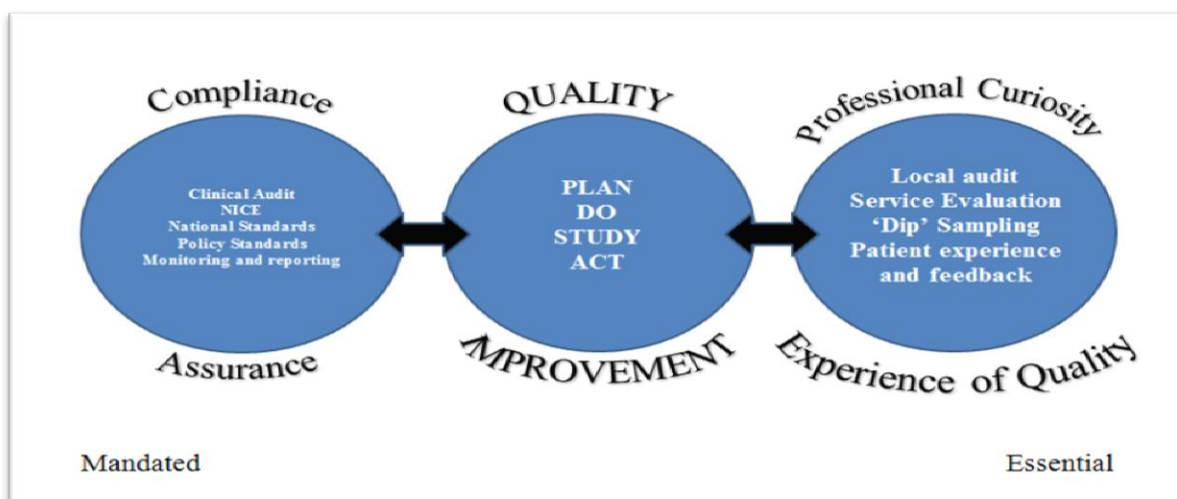 Compliance
Clinical Audit
NICE
National Standards
Policy Standards
Monitoring and reporting
Assurance
QUALITY
PLAN
DO
STUDY
ACT
IMPROVEMENT
Professional Curiosity
Local audit
Service Evaluation
‘Dip’ Sampling
Patient experience
and feedback
Experience of Quality
Mandated
Essential